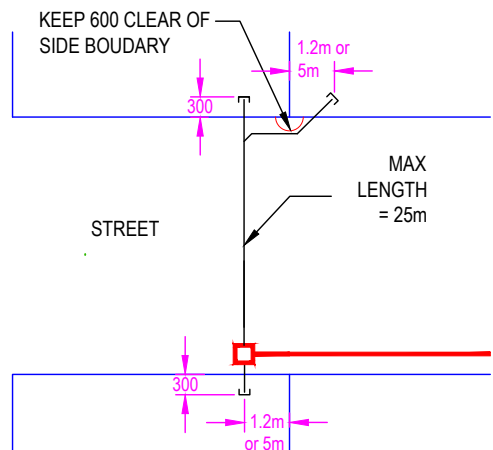 KEEP 600 CLEAR OF
SIDE BOUDARY
1.2m or
5m
300
MAX
LENGTH
= 25m
STREET
300
1.2m
or 5m